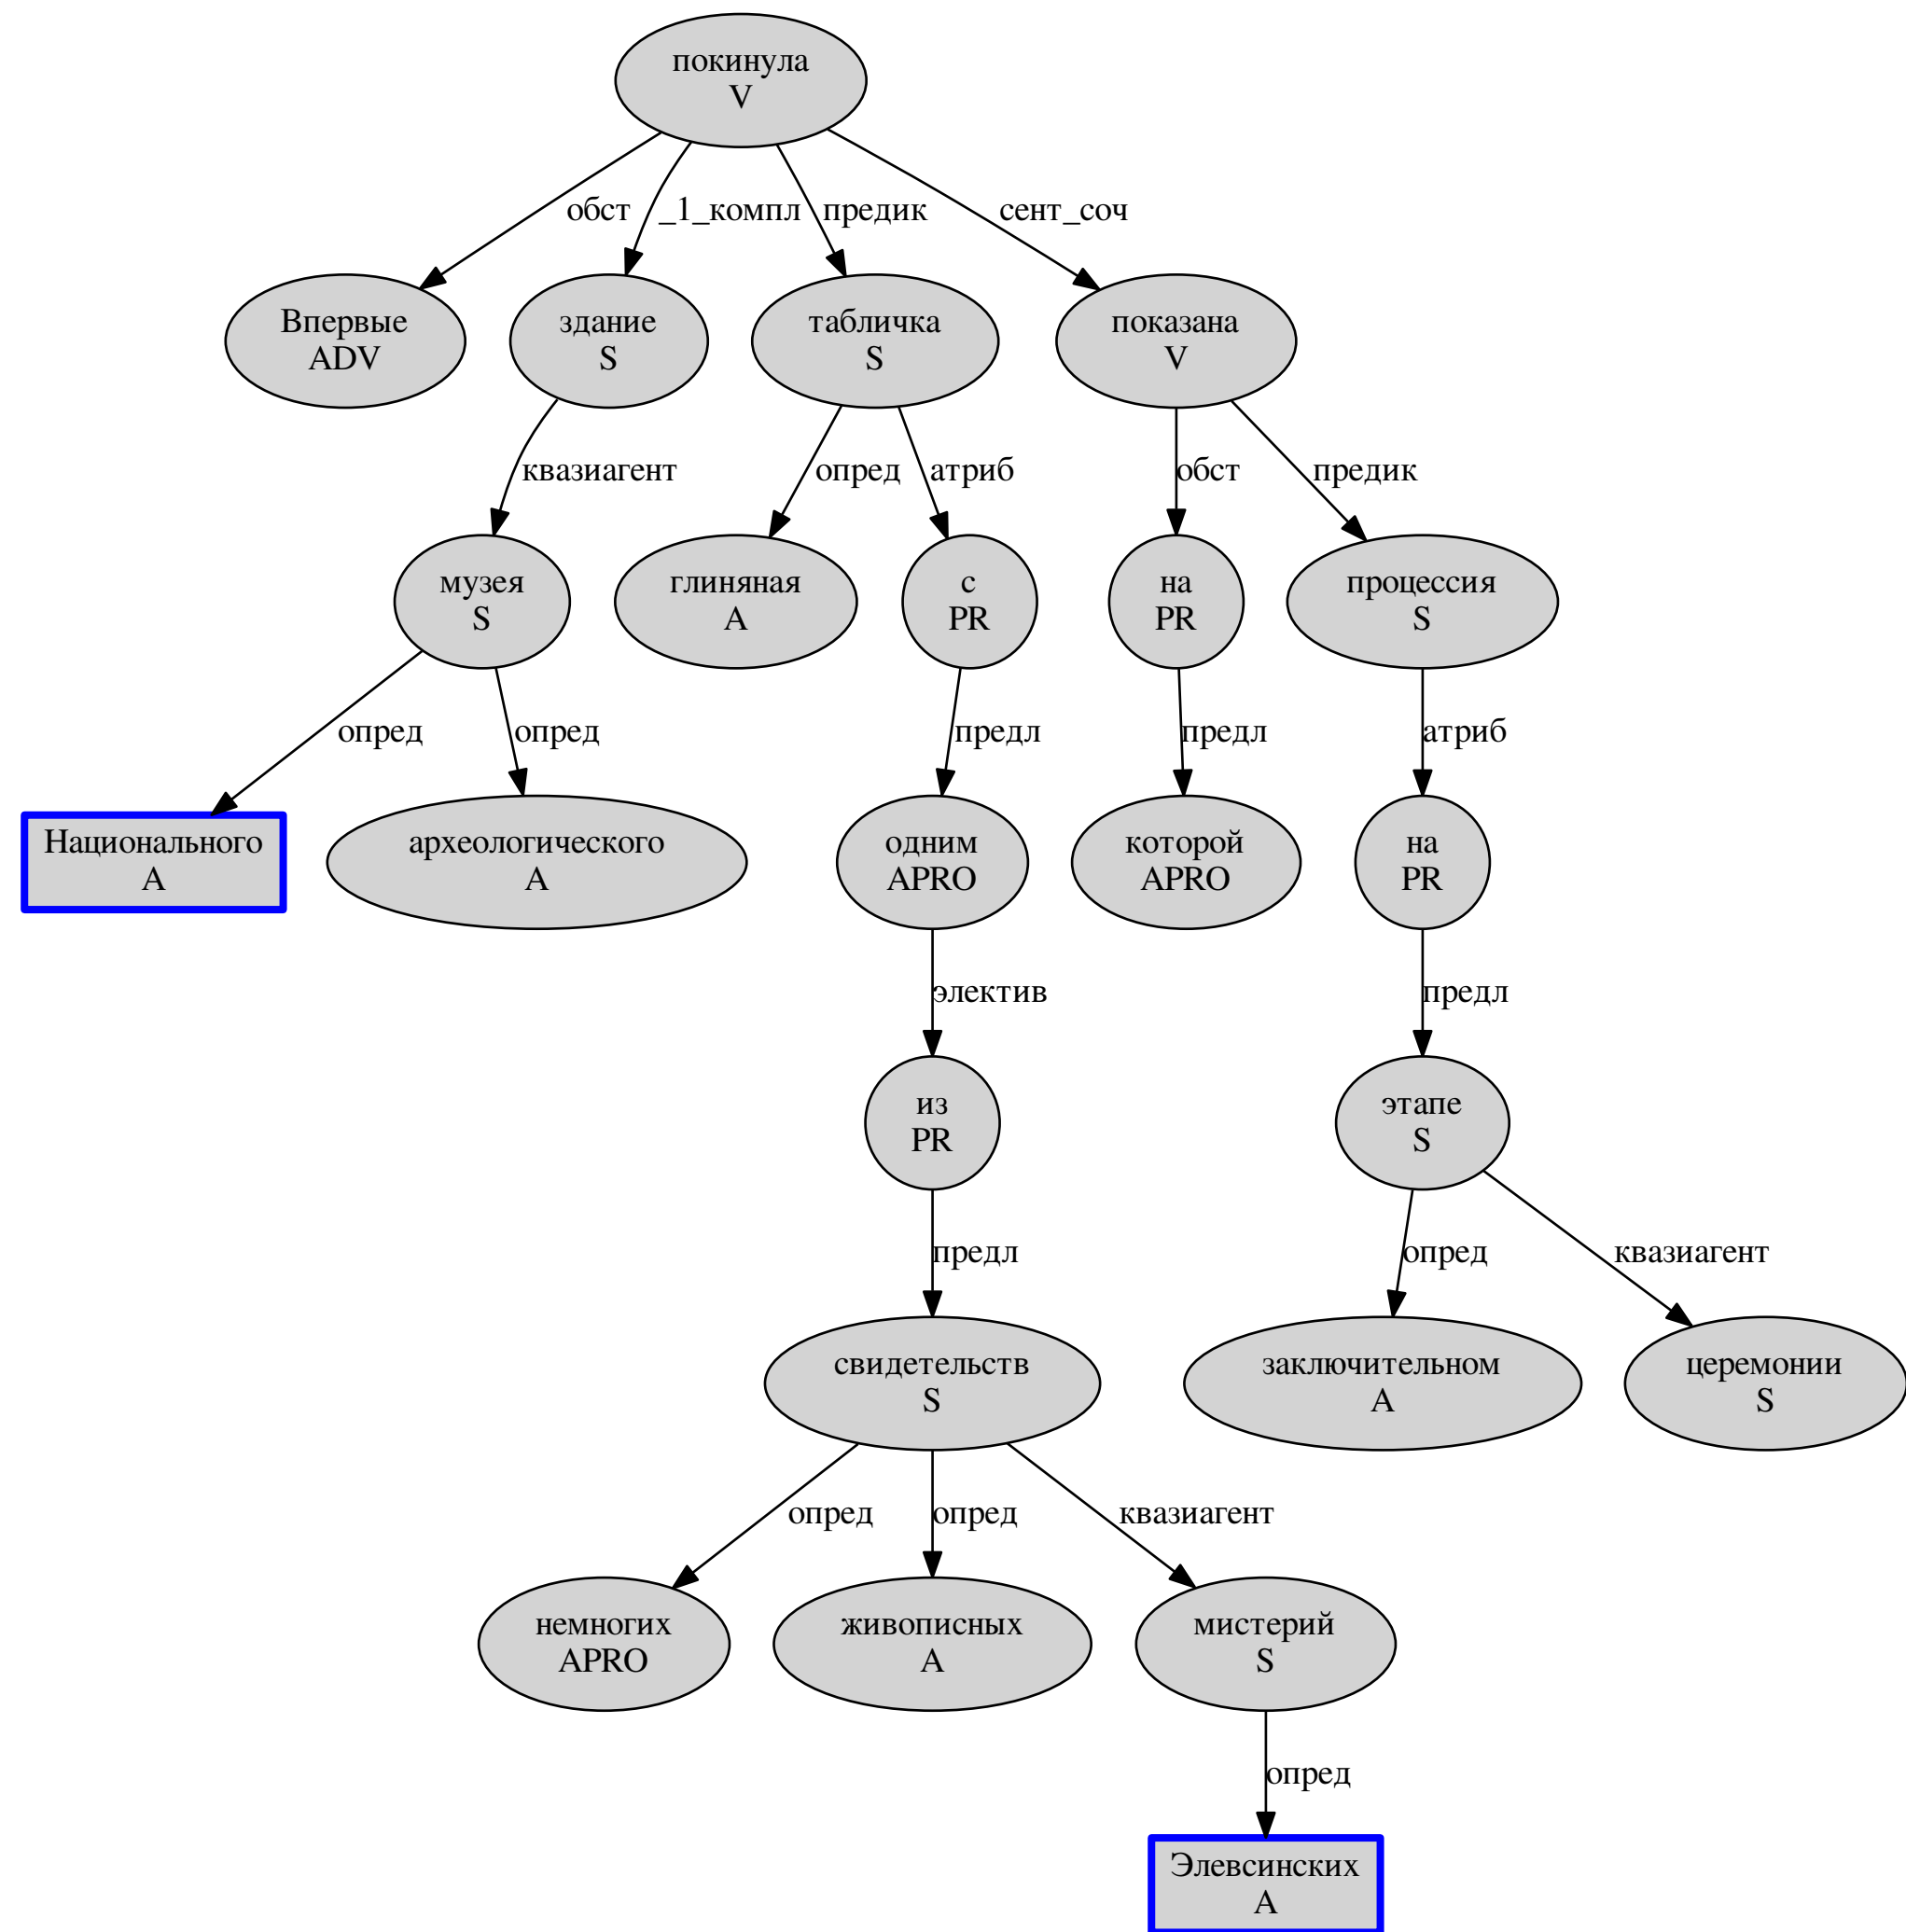 покинула
V
обст
_1_компл
предик
сент_соч
Впервые
ADV
здание
S
табличка
S
показана
V
квазиагент
опред
атриб
обст
предик
музея
S
глиняная
A
с
PR
на
PR
процессия
S
опред
опред
предл
предл
атриб
Национального
A
археологического
A
одним
APRO
которой
APRO
на
PR
электив
предл
из
PR
этапе
S
предл
опред
квазиагент
свидетельств
S
заключительном
A
церемонии
S
опред
опред
квазиагент
немногих
APRO
живописных
A
мистерий
S
опред
Элевсинских
A